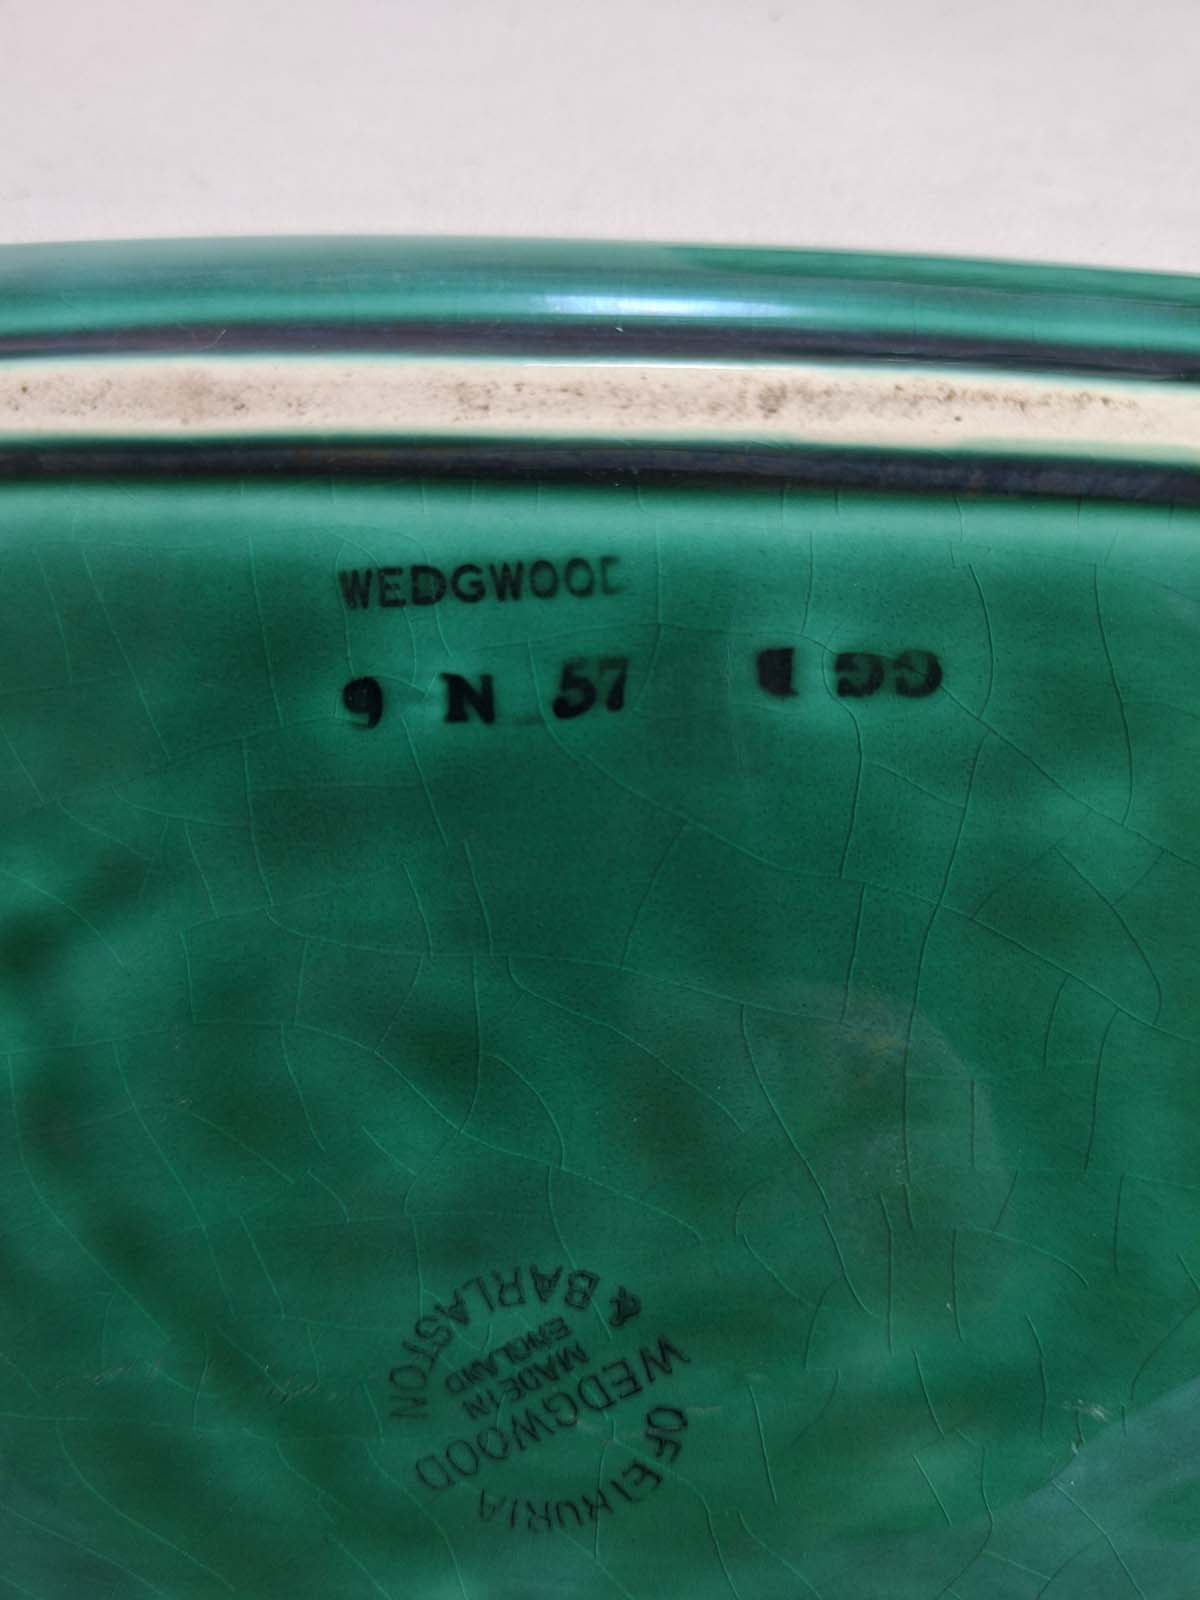 WEDGWOOD
9 N 57
OF ETRURIA
WEDGWOOD
MADE IN
ENGLAND
& BARLASTON